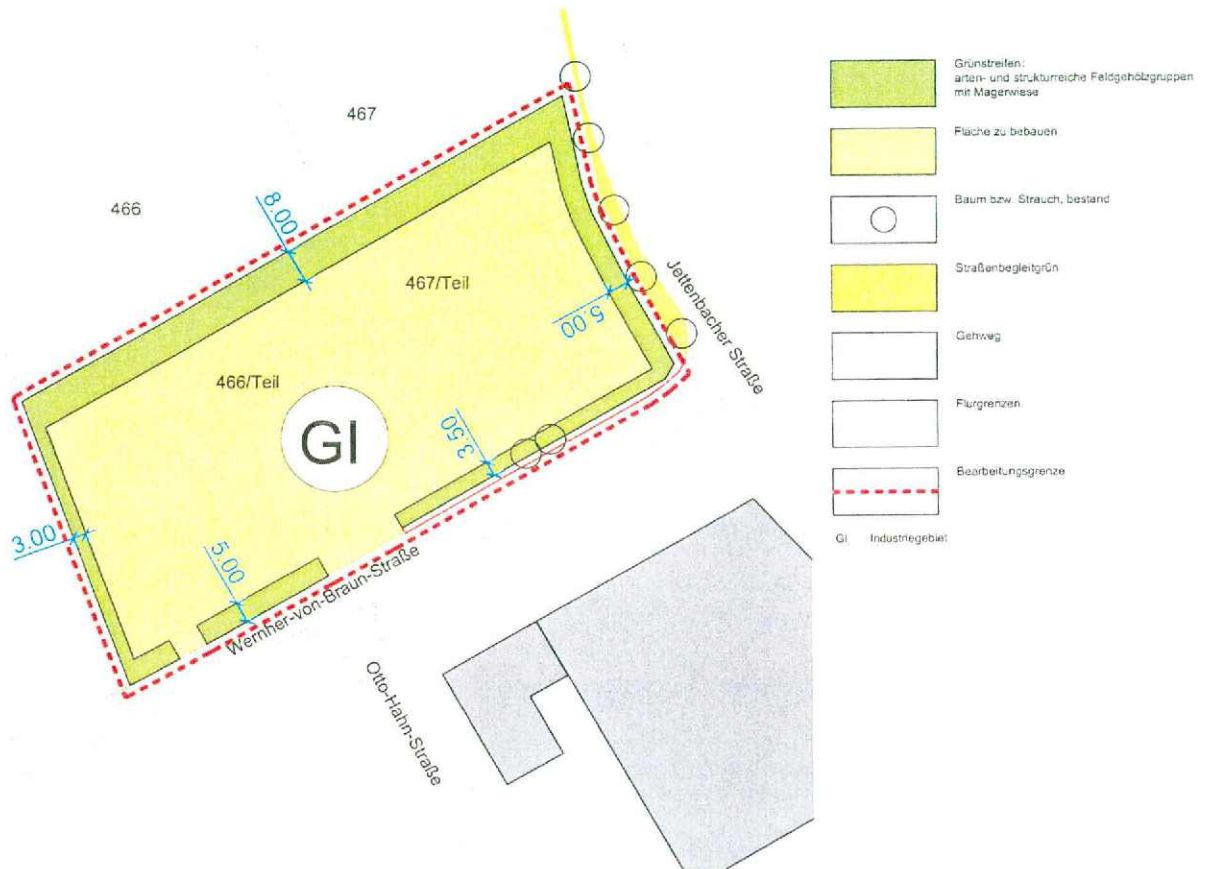 467
466
8.00
467/Teil
466/Teil
5.00
Jettenbacher Straße
GI
3.50
3.00
5.00
Wernher-von-Braun-Straße
Otto-Hahn-Straße
Grünstreifen:
arten- und strukturreiche Feldgehölzgruppen
mit Magerwiese
Fläche zu bebauen
Baum bzw. Strauch, bestand
Straßenbegleitgrün
Gehweg
Flurgrenzen
Bearbeitungsgrenze
GI Industriegebiet